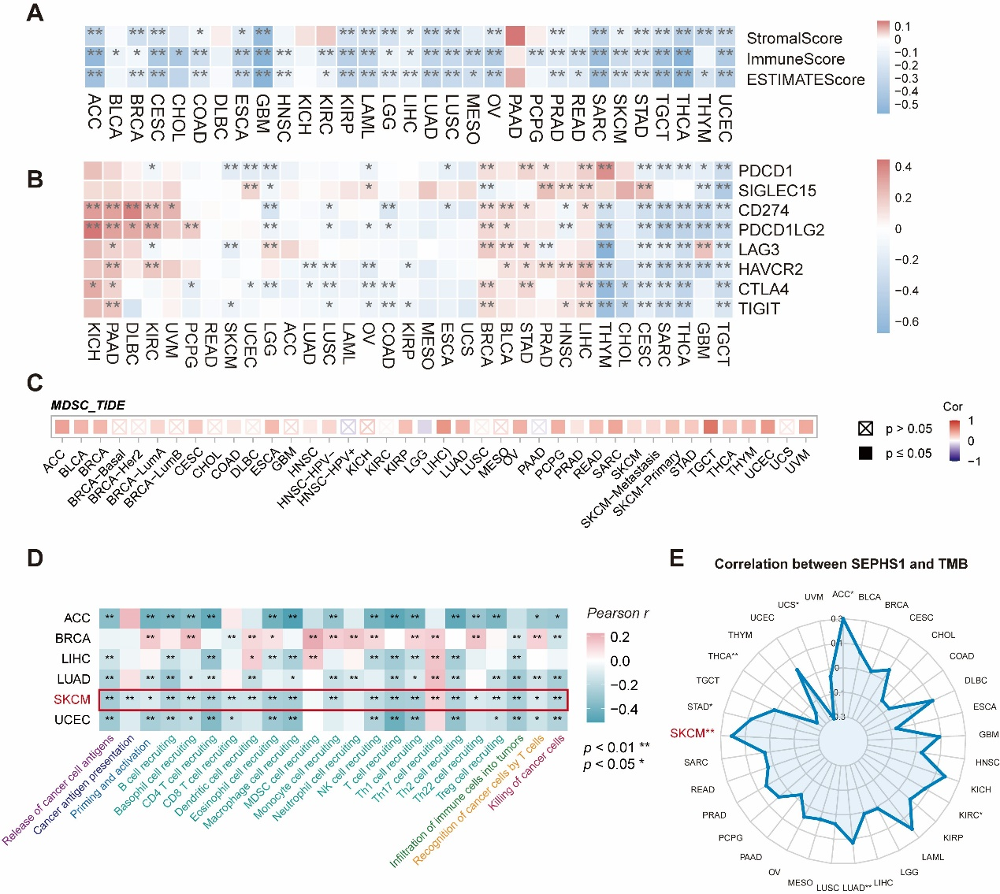 A
StromalScore
ImmuneScore
ESTIMATEScore
0.1
0
−0.1
−0.2
−0.3
−0.4
−0.5
ACC BLCA BRCA CESC CHOL COAD DLBC ESCA GBM HNSC KICH KIRC KIRP LAML LGG LIHC LUAD LUSC MESO OV PAAD PCPG PRAD READ SARC SKCM STAD TGCT THCA THYM UCEC
B
PDCD1
SIGLEC15
CD274
PDCD1LG2
LAG3
HAVCR2
CTLA4
TIGIT
0.4
0.2
0
−0.2
−0.4
−0.6
KICH PAAD DLBC KIRC UVM PCPG READ SKCM UCEC LGG ACC LUAD LUSC LAML OV COAD KIRP MESO ESCA UCS BRCA BLCA STAD PRAD HNSC LIHC THYM CHOL CESC SARC THCA GBM TGCT
C
MDSC_TIDE
ACC BLCA BRCA BRCA−Basal BRCA−Her2 BRCA−LumA BRCA−LumB CESC CHOL COAD DLBC ESCA GBM HNSC HNSC−HPV− HNSC−HPV+ KICH KIRC KIRP LGG LIHC) LUAD LUSC MESO OV PAAD PCPG PRAD READ SARC SKCM SKCM−Metastasis SKCM−Primary STAD TGCT THCA THYM UCEC UCS UVM
p > 0.05
p ≤ 0.05
Cor
1
0
−1
D
ACC
BRCA
LIHC
LUAD
SKCM
UCEC
Release of cancer cell antigens
Cancer antigen presentation
Priming and activation
B cell recruiting
Basophil cell recruiting
CD4 T cell recruiting
CD8 T cell recruiting
Dendritic cell recruiting
Eosinophil cell recruiting
Macrophage cell recruiting
MDSC cell recruiting
Monocyte cell recruiting
Neutrophil cell recruiting
NK cell recruiting
T cell recruiting
Th1 cell recruiting
Th17 cell recruiting
Th2 cell recruiting
Th22 cell recruiting
Treg cell recruiting
Infiltration of immune cells into tumors
Recognition of cancer cells by T cells
Killing of cancer cells
Pearson r
0.2
0.0
−0.2
−0.4
p < 0.01 **
p < 0.05 *
E
Correlation between SEPHS1 and TMB
ACC*
BLCA
BRCA
CESC
CHOL
COAD
DLBC
ESCA
GBM
HNSC
KICH
KIRC*
KIRP
LAML
LGG
LIHC
LUAD**
LUSC
MESO
OV
PAAD
PCPG
PRAD
READ
SARC
SKCM**
STAD*
TGCT
THCA**
THYM
UCEC
UCS*
UVM